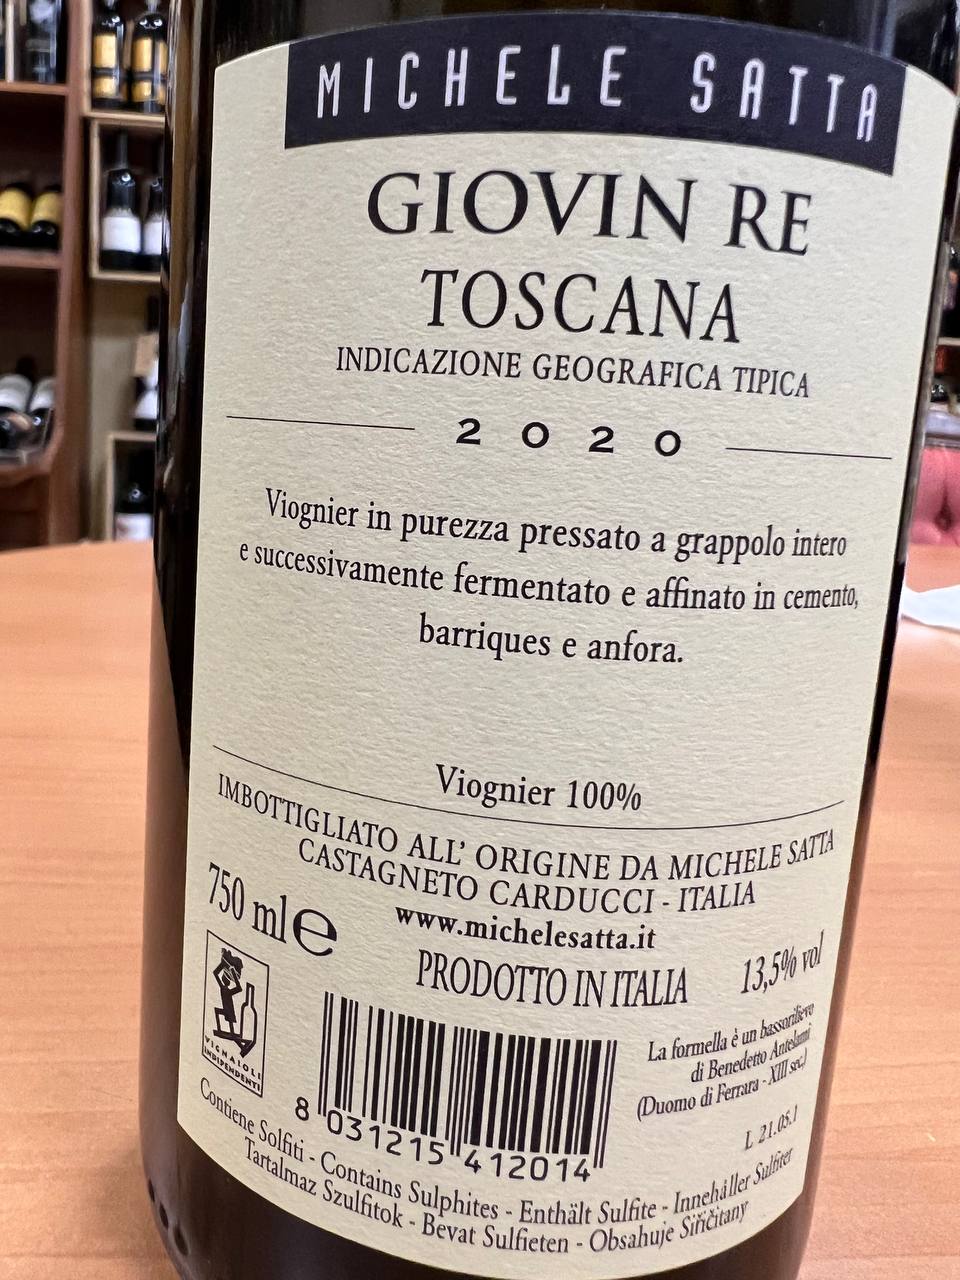 MICHELE SATTA
GIOVIN RE
TOSCANA
INDICAZIONE GEOGRAFICA TIPICA
2020
Viognier in purezza pressato a grappolo intero
e successivamente fermentato e affinato in cemento,
barriques e anfora.
Viognier 100%
IMBOTTIGLIATO ALL' ORIGINE DA MICHELE SATTA
CASTAGNETO CARDUCCI - ITALIA
www.michelesatta.it
750 ml e
PRODOTTO IN ITALIA
13,5% vol
VIGNAIOLI
INDIPENDENTI
La formella è un bassorilievo
di Benedetto Antelami
(Duomo di Ferrara - XIII sec.)
L 21.05.1
8 031215 412014
Contiene Solfiti - Contains Sulphites - Enthält Sulfite - Innehåller Sulfiter
Tartalmaz Szulfitok - Bevat Sulfieten - Obsahuje Siřičitany